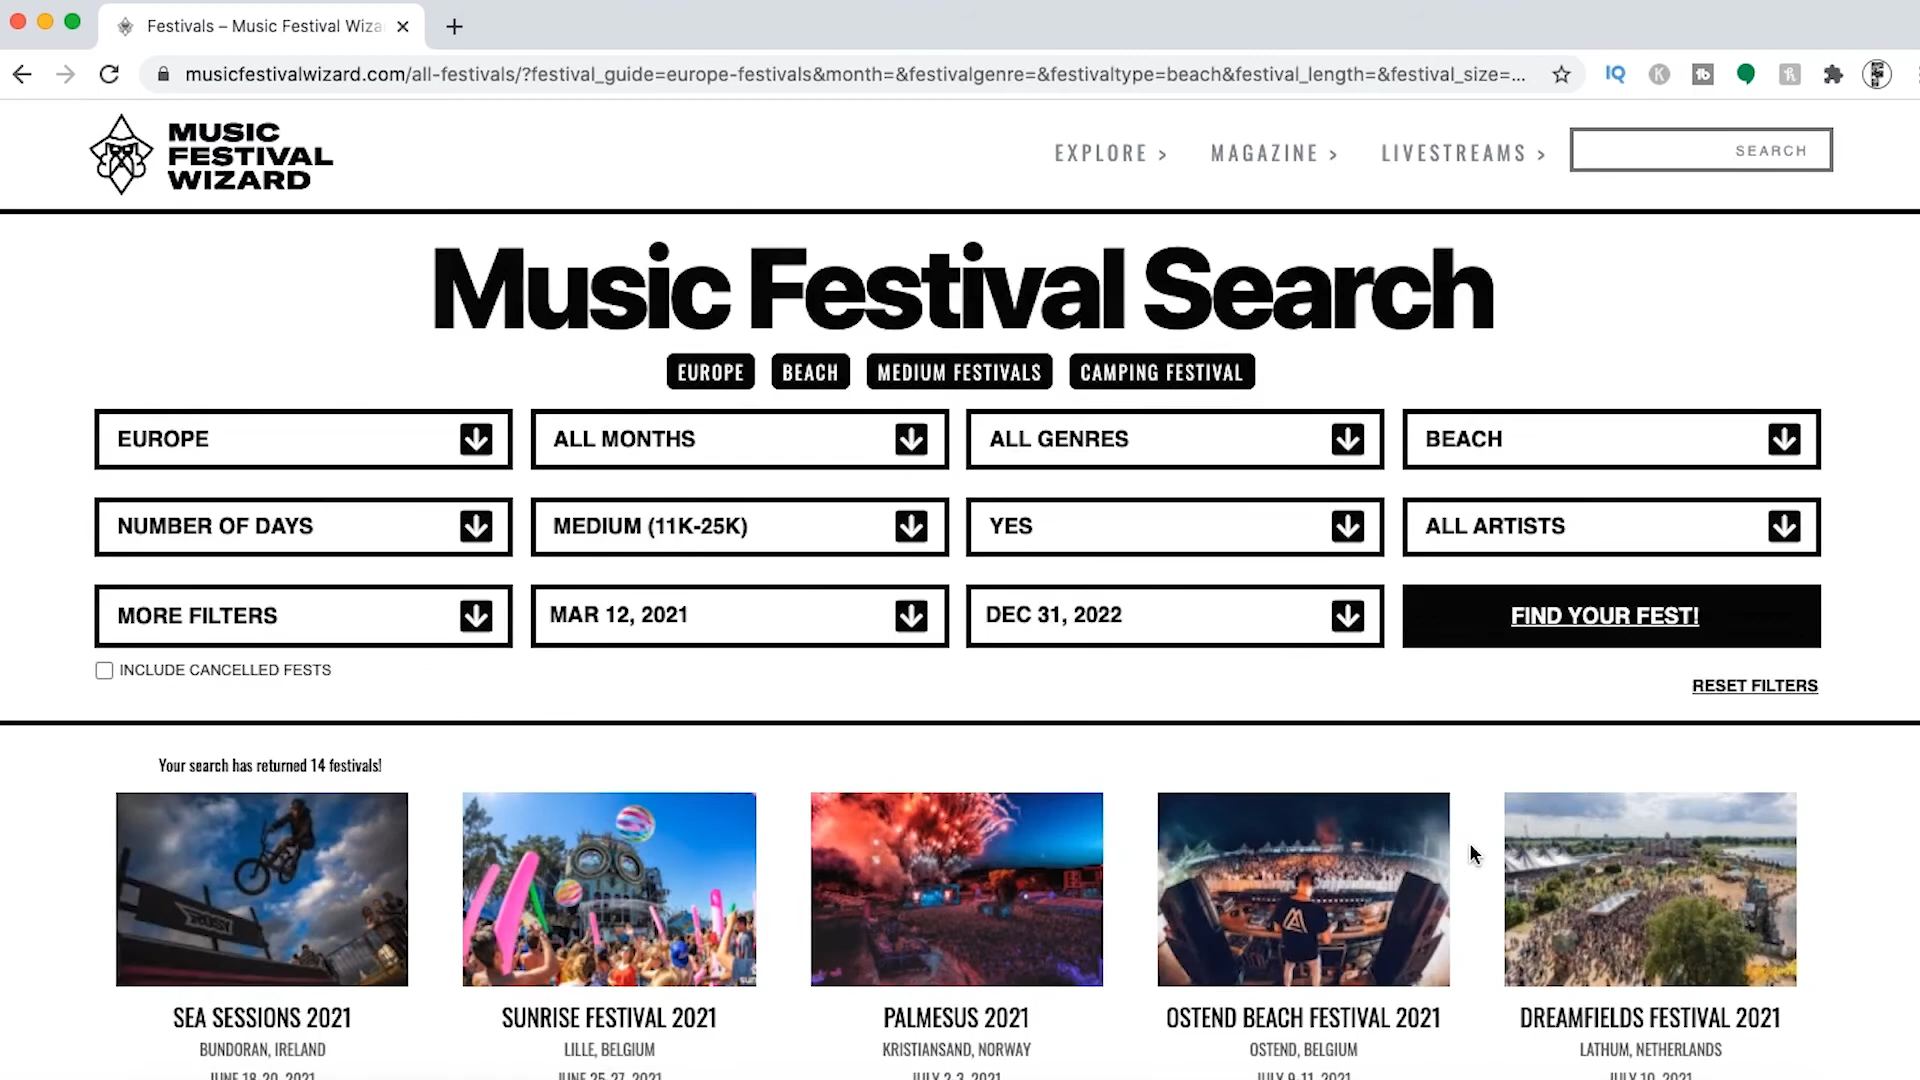 Festivals – Music Festival Wiza
musicfestivalwizard.com/all-festivals/?festival_guide=europe-festivals&month=&festivalgenre=&festivaltype=beach&festival_length=&festival_size=...
IQ K tb
MUSIC
FESTIVAL
WIZARD
EXPLORE > MAGAZINE > LIVESTREAMS > SEARCH
Music Festival Search
EUROPE BEACH MEDIUM FESTIVALS CAMPING FESTIVAL
EUROPE ALL MONTHS ALL GENRES BEACH
NUMBER OF DAYS MEDIUM (11K-25K) YES ALL ARTISTS
MORE FILTERS MAR 12, 2021 DEC 31, 2022 FIND YOUR FEST!
INCLUDE CANCELLED FESTS
RESET FILTERS
Your search has returned 14 festivals!
SEA SESSIONS 2021 SUNRISE FESTIVAL 2021 PALMESUS 2021 OSTEND BEACH FESTIVAL 2021 DREAMFIELDS FESTIVAL 2021
BUNDORAN, IRELAND LILLE, BELGIUM KRISTIANSAND, NORWAY OSTEND, BELGIUM LATHUM, NETHERLANDS
JUNE 18-20, 2021 JUNE 25-27, 2021 JULY 2-3, 2021 JULY 9-11, 2021 JULY 10, 2021